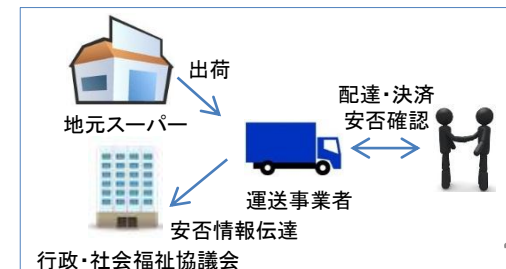 出荷
地元スーパー
配達・決済
安否確認
運送事業者
安否情報伝達
行政・社会福祉協議会